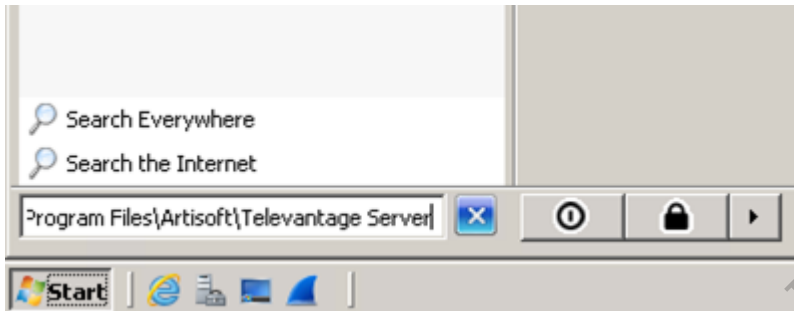 Search Everywhere
Search the Internet
Program Files\Artisoft\Televantage Server
Start